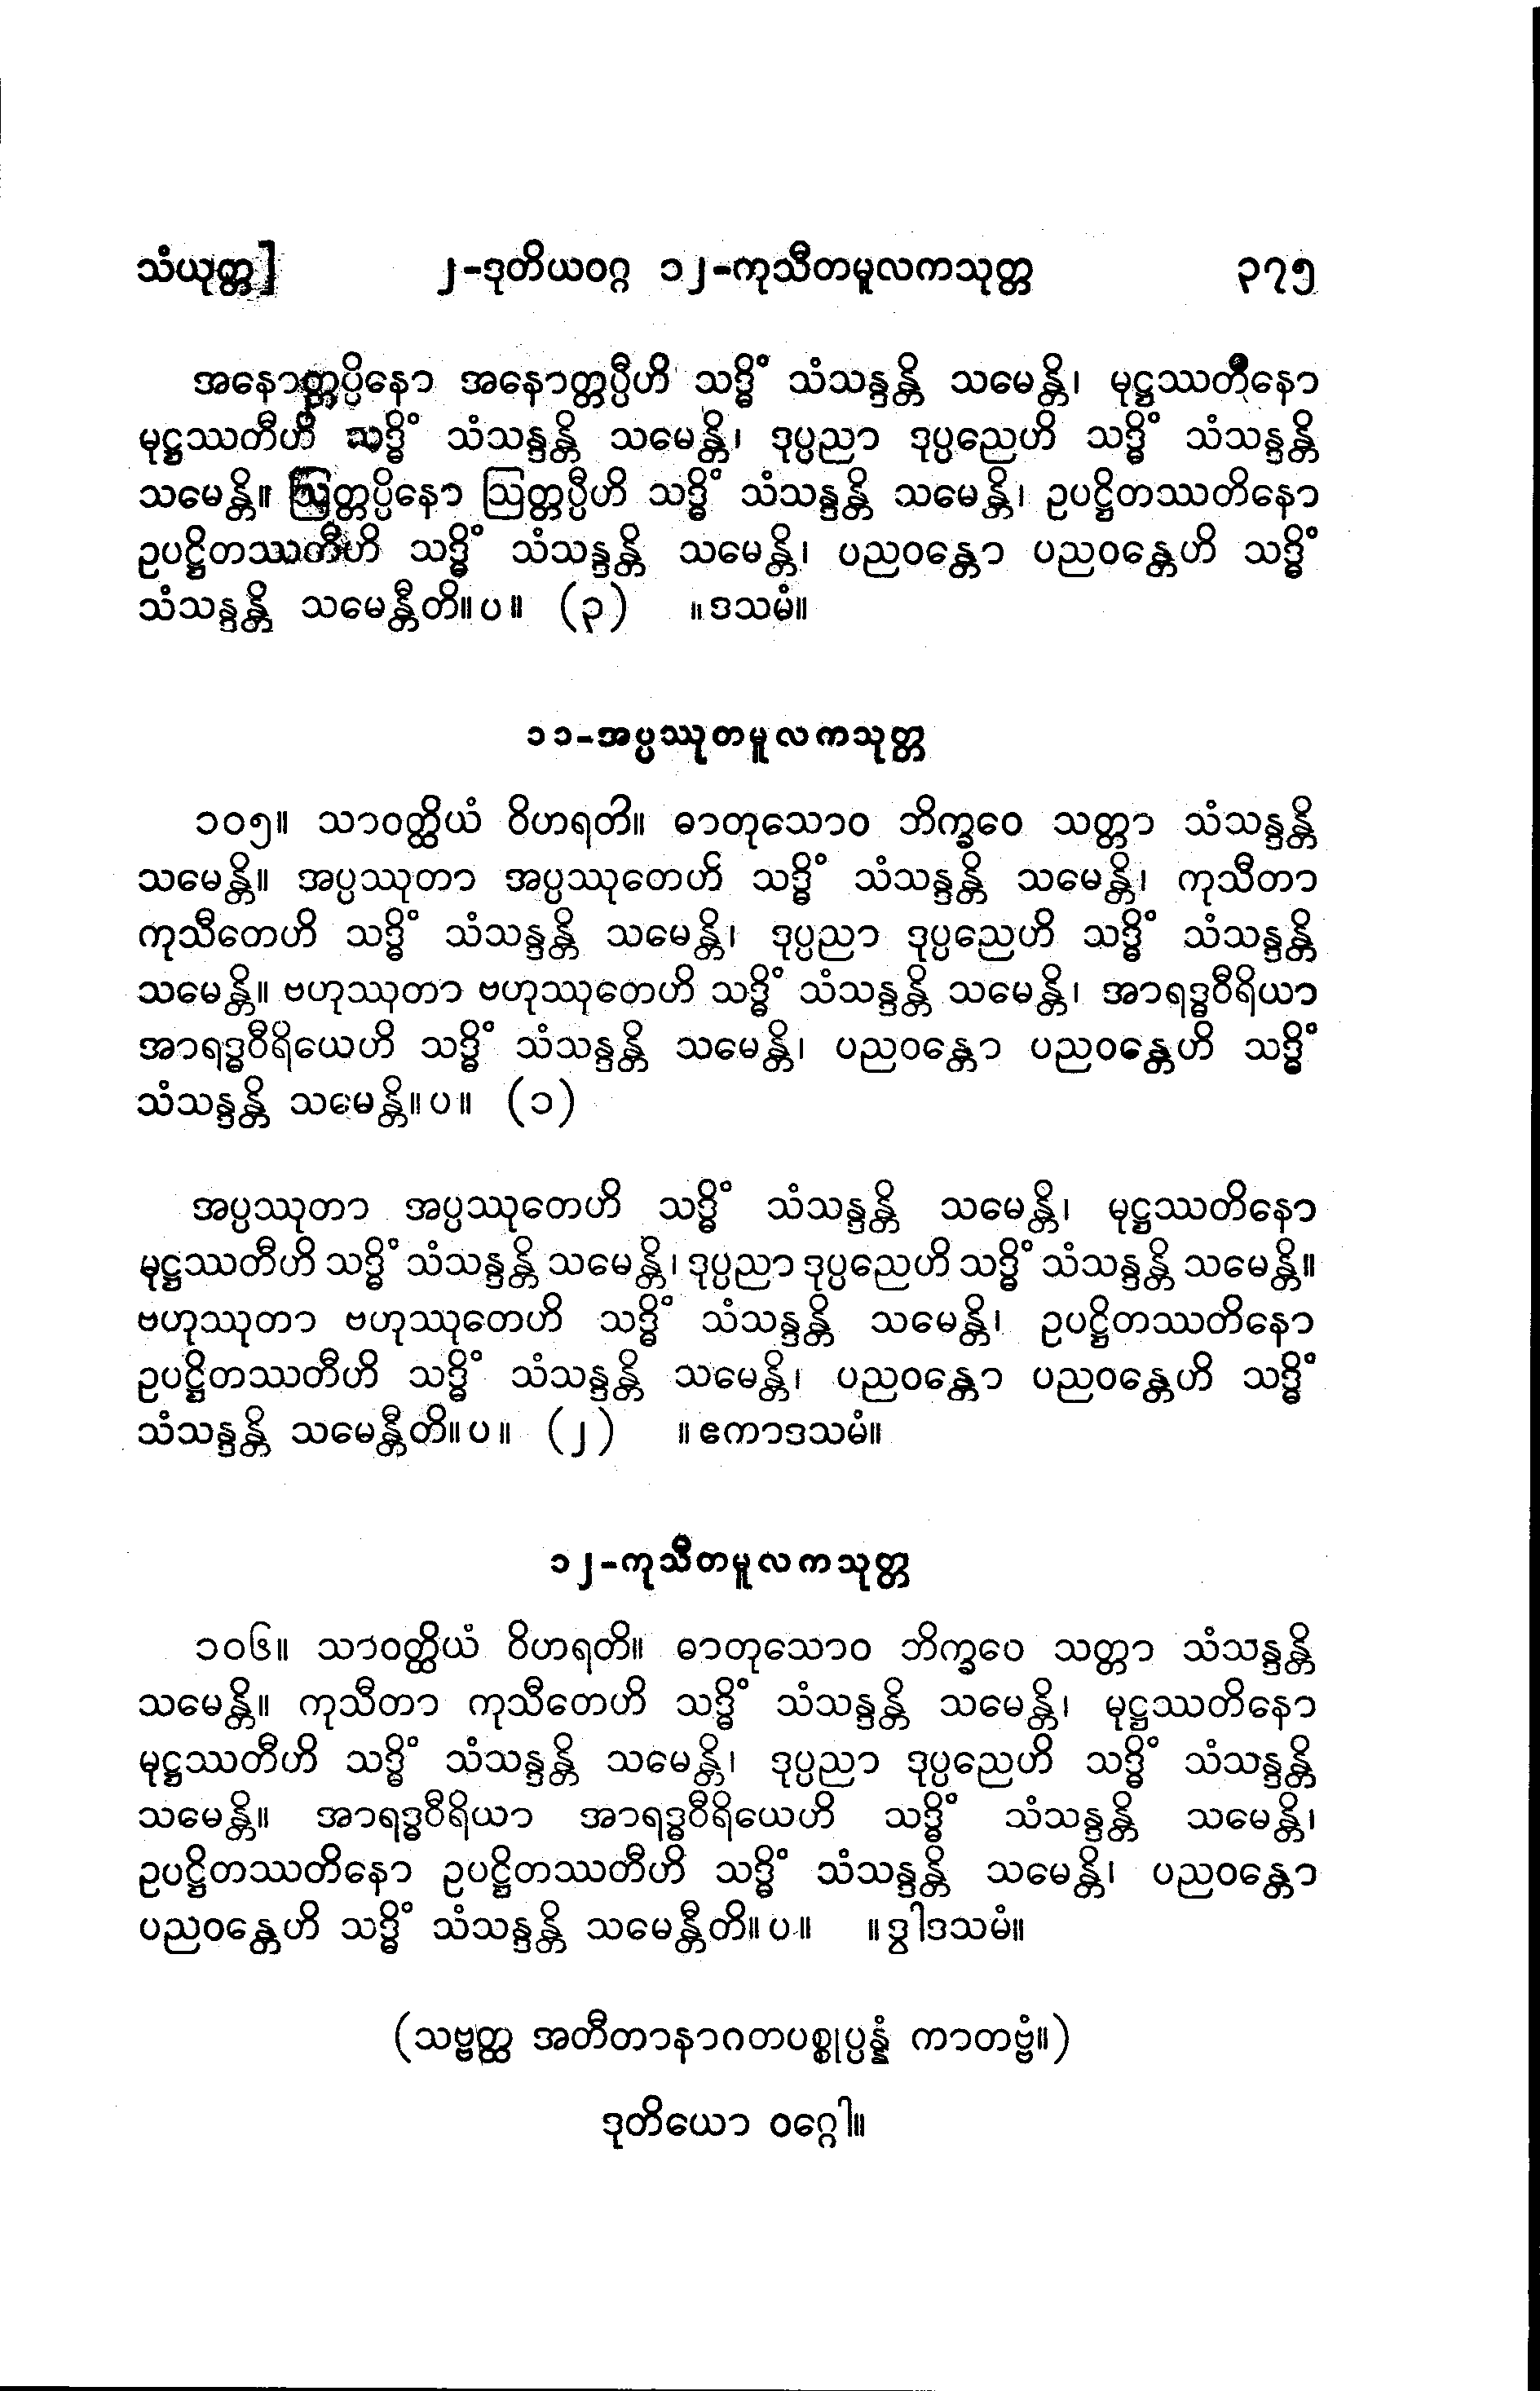 သံယုတ္တ] ၂-ဒုတိယဝဂ္ဂ ၁၂-ကုသီတမူလကသုတ္တ ၃၇၅
အနောတ္တပ္ပိနော အနောတ္တပ္ပီဟိ သဒ္ဓိံ သံသန္ဒန္တိ သမေန္တိ၊ မုဋ္ဌဿတိနော
မုဋ္ဌဿတီဟိ သဒ္ဓိံ သံသန္ဒန္တိ သမေန္တိ၊ ဒုပ္ပညာ ဒုပ္ပညေဟိ သဒ္ဓိံ သံသန္ဒန္တိ
သမေန္တိ။ ဩတ္တပ္ပိနော ဩတ္တပ္ပီဟိ သဒ္ဓိံ သံသန္ဒန္တိ သမေန္တိ၊ ဥပဋ္ဌိတဿတိနော
ဥပဋ္ဌိတဿတီဟိ သဒ္ဓိံ သံသန္ဒန္တိ သမေန္တိ၊ ပညဝန္တော ပညဝန္တေဟိ သဒ္ဓိံ
သံသန္ဒန္တိ သမေန္တီတိ။ပ။ (၃) ။ဒသမံ။
၁၁-အပ္ပဿုတမူလကသုတ္တ
၁၀၅။ သာဝတ္ထိယံ ဝိဟရတိ။ ဓာတုသောဝ ဘိက္ခဝေ သတ္တာ သံသန္ဒန္တိ
သမေန္တိ။ အပ္ပဿုတာ အပ္ပဿုတေဟိ သဒ္ဓိံ သံသန္ဒန္တိ သမေန္တိ၊ ကုသီတာ
ကုသီတေဟိ သဒ္ဓိံ သံသန္ဒန္တိ သမေန္တိ၊ ဒုပ္ပညာ ဒုပ္ပညေဟိ သဒ္ဓိံ သံသန္ဒန္တိ
သမေန္တိ။ ဗဟုဿုတာ ဗဟုဿုတေဟိ သဒ္ဓိံ သံသန္ဒန္တိ သမေန္တိ၊ အာရဒ္ဓဝီရိယာ
အာရဒ္ဓဝီရိယေဟိ သဒ္ဓိံ သံသန္ဒန္တိ သမေန္တိ၊ ပညဝန္တော ပညဝန္တေဟိ သဒ္ဓိံ
သံသန္ဒန္တိ သမေန္တိ။ပ။ (၁)
အပ္ပဿုတာ အပ္ပဿုတေဟိ သဒ္ဓိံ သံသန္ဒန္တိ သမေန္တိ၊ မုဋ္ဌဿတိနော
မုဋ္ဌဿတီဟိ သဒ္ဓိံ သံသန္ဒန္တိ သမေန္တိ၊ ဒုပ္ပညာ ဒုပ္ပညေဟိ သဒ္ဓိံ သံသန္ဒန္တိ သမေန္တိ။
ဗဟုဿုတာ ဗဟုဿုတေဟိ သဒ္ဓိံ သံသန္ဒန္တိ သမေန္တိ၊ ဥပဋ္ဌိတဿတိနော
ဥပဋ္ဌိတဿတီဟိ သဒ္ဓိံ သံသန္ဒန္တိ သမေန္တိ၊ ပညဝန္တော ပညဝန္တေဟိ သဒ္ဓိံ
သံသန္ဒန္တိ သမေန္တီတိ။ပ။ (၂) ။ဧကာဒသမံ။
၁၂-ကုသီတမူလကသုတ္တ
၁၀၆။ သာဝတ္ထိယံ ဝိဟရတိ။ ဓာတုသောဝ ဘိက္ခဝေ သတ္တာ သံသန္ဒန္တိ
သမေန္တိ။ ကုသီတာ ကုသီတေဟိ သဒ္ဓိံ သံသန္ဒန္တိ သမေန္တိ၊ မုဋ္ဌဿတိနော
မုဋ္ဌဿတီဟိ သဒ္ဓိံ သံသန္ဒန္တိ သမေန္တိ၊ ဒုပ္ပညာ ဒုပ္ပညေဟိ သဒ္ဓိံ သံသန္ဒန္တိ
သမေန္တိ။ အာရဒ္ဓဝီရိယာ အာရဒ္ဓဝီရိယေဟိ သဒ္ဓိံ သံသန္ဒန္တိ သမေန္တိ၊
ဥပဋ္ဌိတဿတိနော ဥပဋ္ဌိတဿတီဟိ သဒ္ဓိံ သံသန္ဒန္တိ သမေန္တိ၊ ပညဝန္တော
ပညဝန္တေဟိ သဒ္ဓိံ သံသန္ဒန္တိ သမေန္တီတိ။ပ။ ။ဒွါဒသမံ။
(သဗ္ဗတ္ထ အတီတာနာဂတပစ္စုပ္ပန္နံ ကာတဗ္ဗံ။)
ဒုတိယော ဝဂ္ဂေါ။